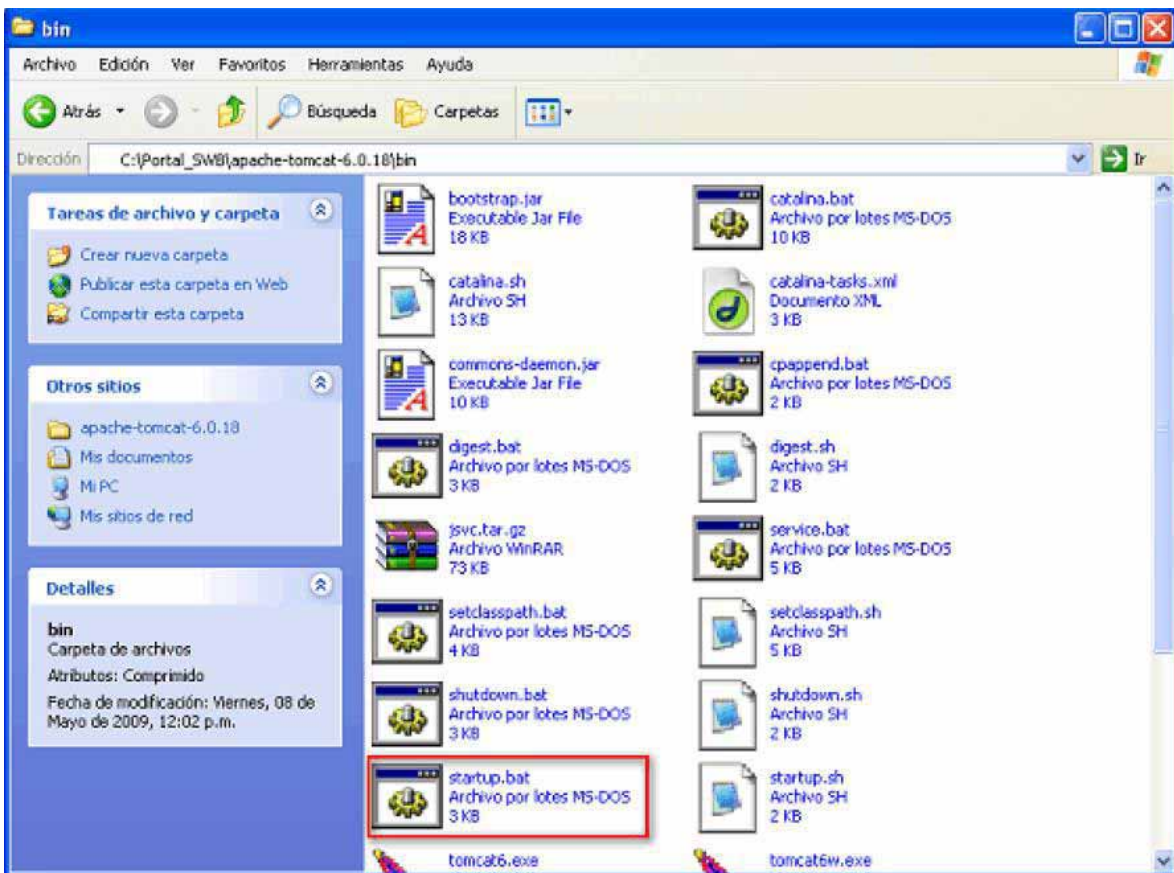 bin
Archivo Edición Ver Favoritos Herramientas Ayuda
Atrás Búsqueda Carpetas
Dirección C:\Portal_SWB\apache-tomcat-6.0.18\bin Ir
Tareas de archivo y carpeta
Crear nueva carpeta
Publicar esta carpeta en Web
Compartir esta carpeta
Otros sitios
apache-tomcat-6.0.18
Mis documentos
Mi PC
Mis sitios de red
Detalles
bin
Carpeta de archivos
Atributos: Comprimido
Fecha de modificación: Viernes, 08 de
Mayo de 2009, 12:02 p.m.
bootstrap.jar
Executable Jar File
18 KB
catalina.bat
Archivo por lotes MS-DOS
10 KB
catalina.sh
Archivo SH
13 KB
catalina-tasks.xml
Documento XML
3 KB
commons-daemon.jar
Executable Jar File
10 KB
cpappend.bat
Archivo por lotes MS-DOS
2 KB
digest.bat
Archivo por lotes MS-DOS
3 KB
digest.sh
Archivo SH
2 KB
jsvc.tar.gz
Archivo WinRAR
73 KB
service.bat
Archivo por lotes MS-DOS
5 KB
setclasspath.bat
Archivo por lotes MS-DOS
4 KB
setclasspath.sh
Archivo SH
5 KB
shutdown.bat
Archivo por lotes MS-DOS
3 KB
shutdown.sh
Archivo SH
2 KB
startup.bat
Archivo por lotes MS-DOS
3 KB
startup.sh
Archivo SH
2 KB
tomcat6.exe
tomcat6w.exe